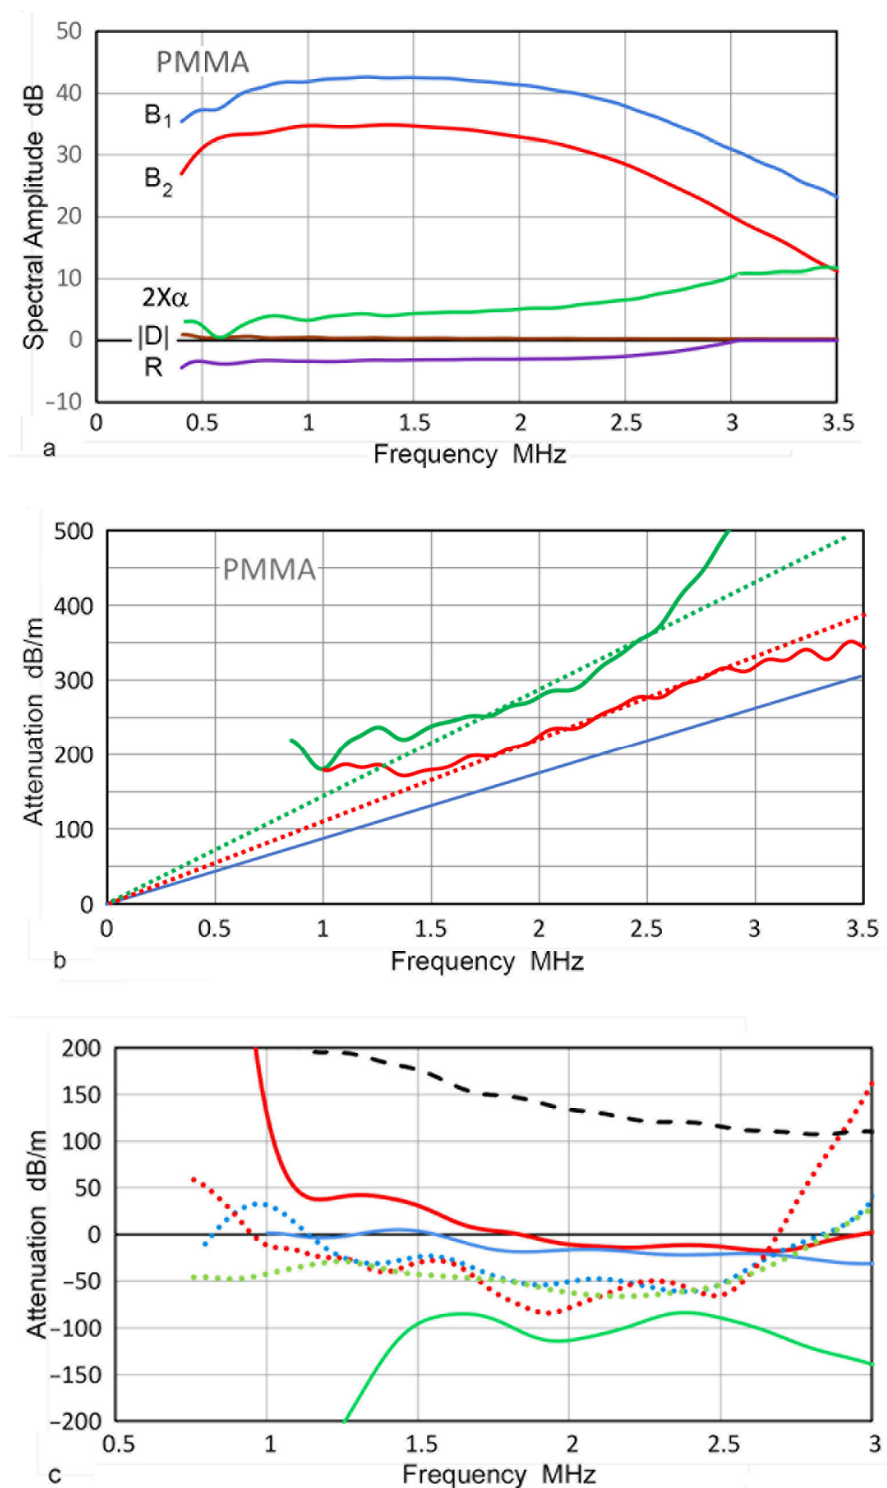 50
PMMA
40
B1
30
B2
20
10
2Xα
0
|D|
R
−10
Spectral Amplitude dB
0 0.5 1 1.5 2 2.5 3 3.5
a
Frequency MHz
500
PMMA
400
300
200
100
0
Attenuation dB/m
0 0.5 1 1.5 2 2.5 3 3.5
b
Frequency MHz
200
150
100
50
0
−50
−100
−150
−200
Attenuation dB/m
0.5 1 1.5 2 2.5 3
c
Frequency MHz